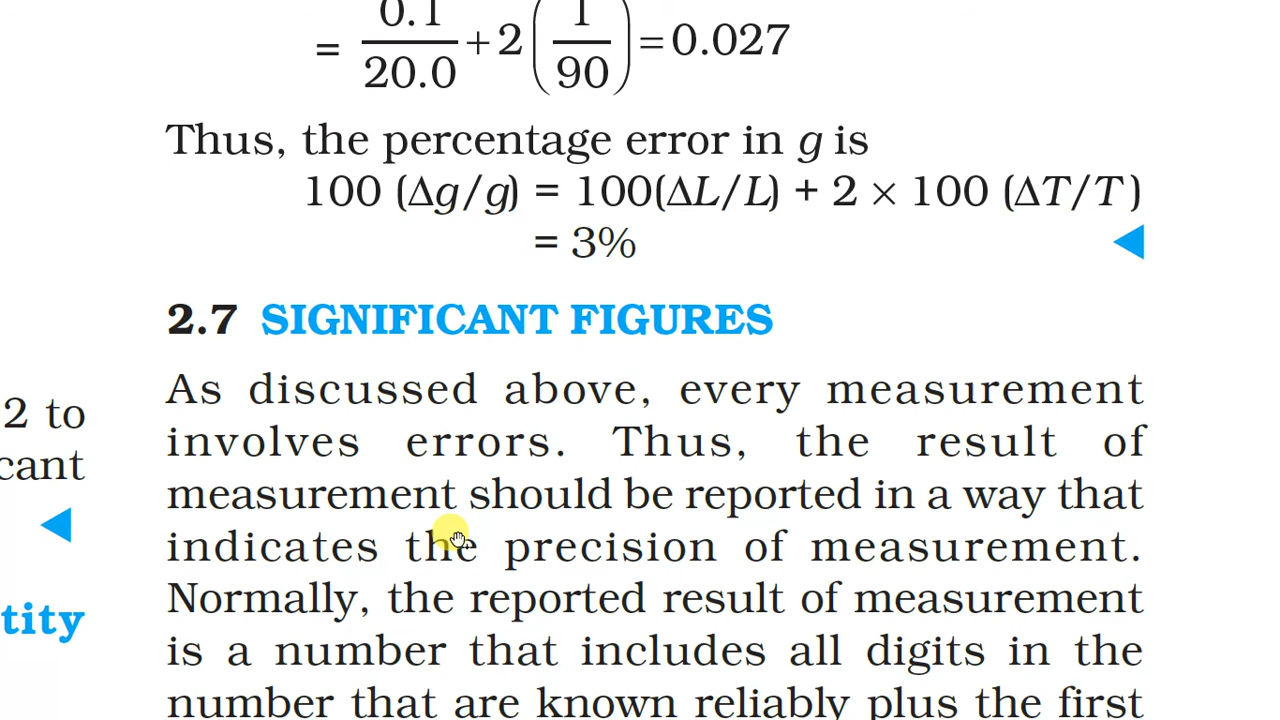 = 0.1/20.0 + 2(1/90) = 0.027
Thus, the percentage error in g is
100 (Δg/g) = 100(ΔL/L) + 2 × 100 (ΔT/T)
= 3%
2.7 SIGNIFICANT FIGURES
As discussed above, every measurement
involves errors. Thus, the result of
measurement should be reported in a way that
indicates the precision of measurement.
Normally, the reported result of measurement
is a number that includes all digits in the
number that are known reliably plus the first
2 to
cant
tity